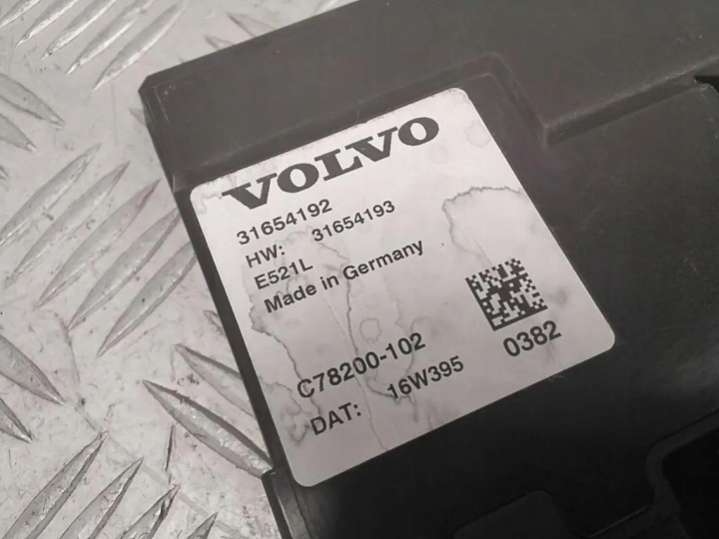 VOLVO
31654192
HW: 31654193
E521L
Made in Germany
C78200-102
DAT: 16W395 0382